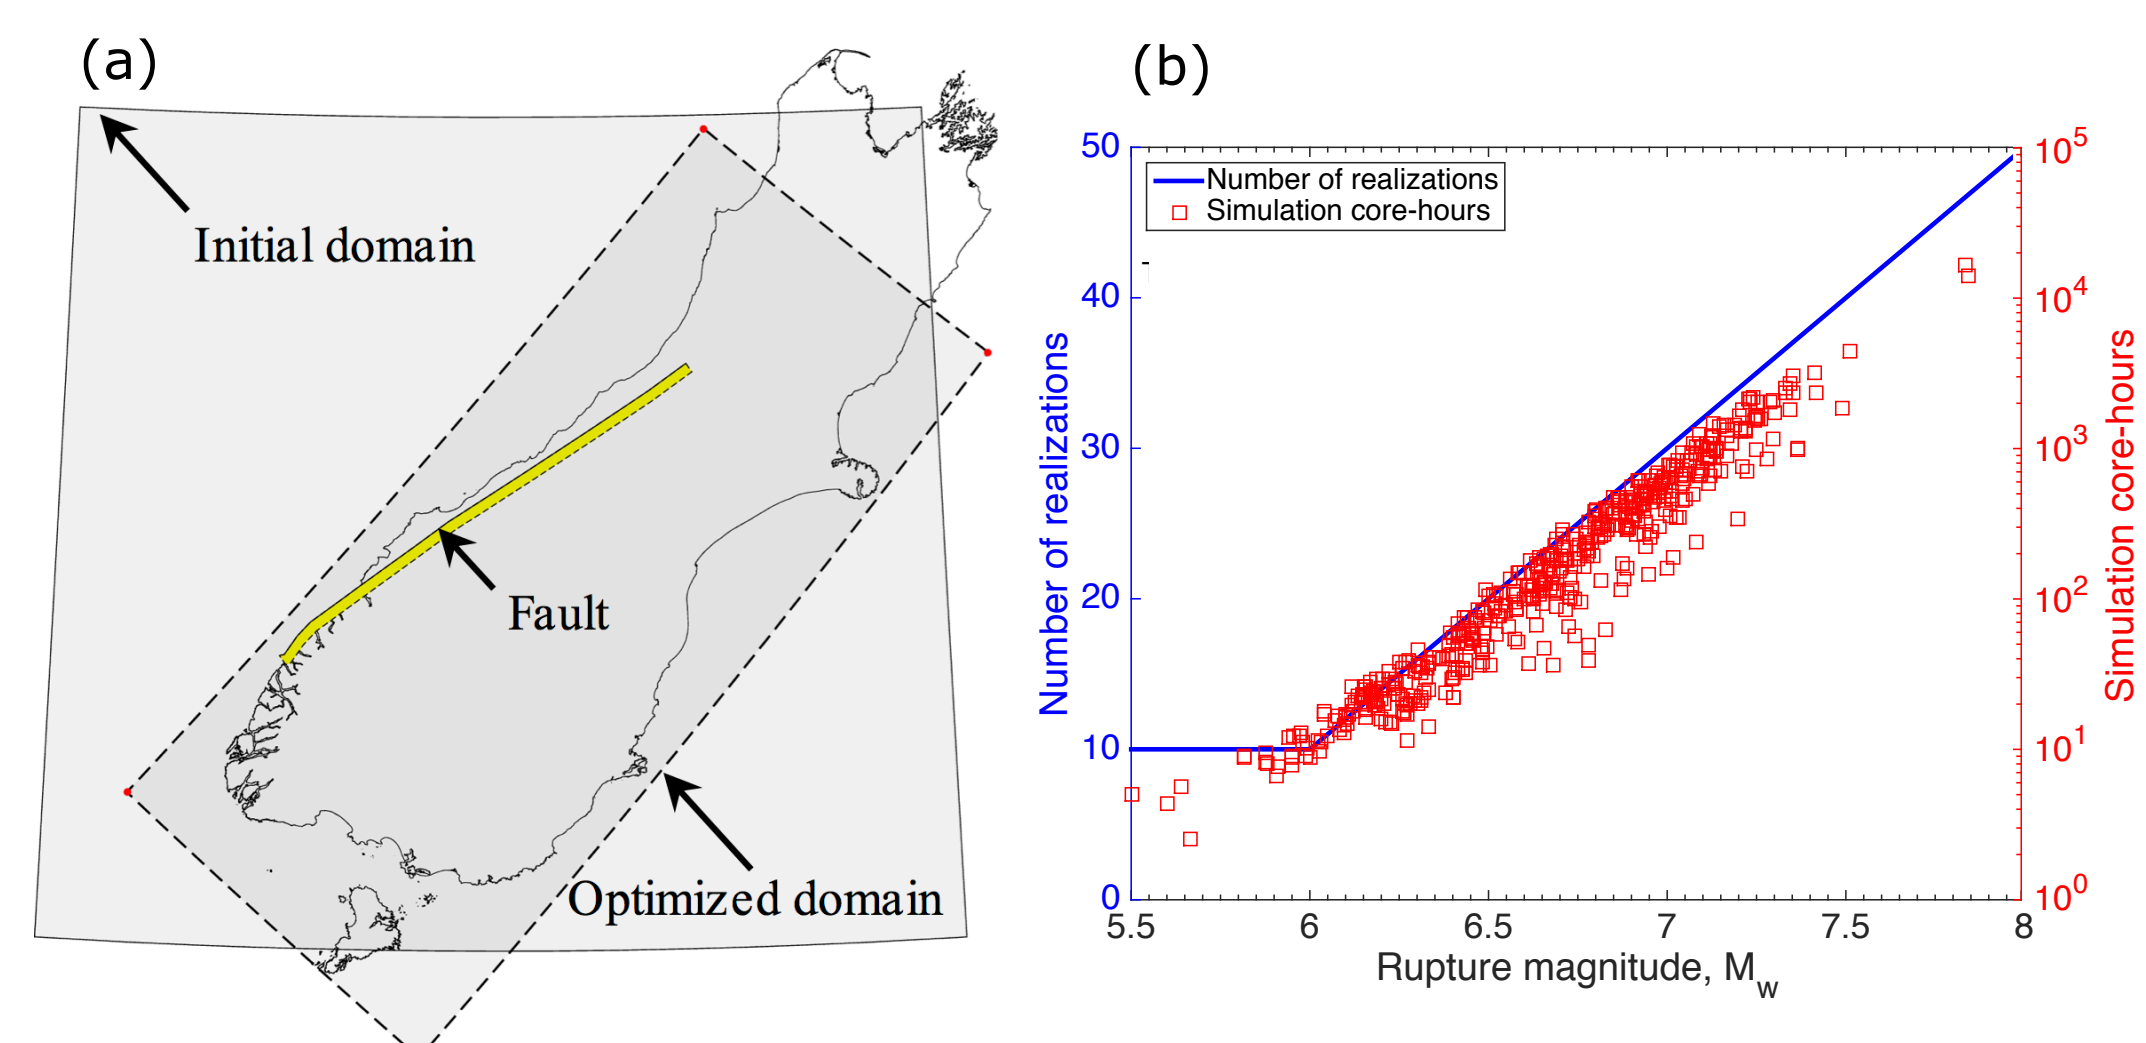 (a)
Initial domain
Fault
Optimized domain
(b)
Number of realizations
Simulation core-hours
50
40
30
20
10
0
Number of realizations
10^5
10^4
10^3
10^2
10^1
10^0
Simulation core-hours
5.5 6 6.5 7 7.5 8
Rupture magnitude, M_w